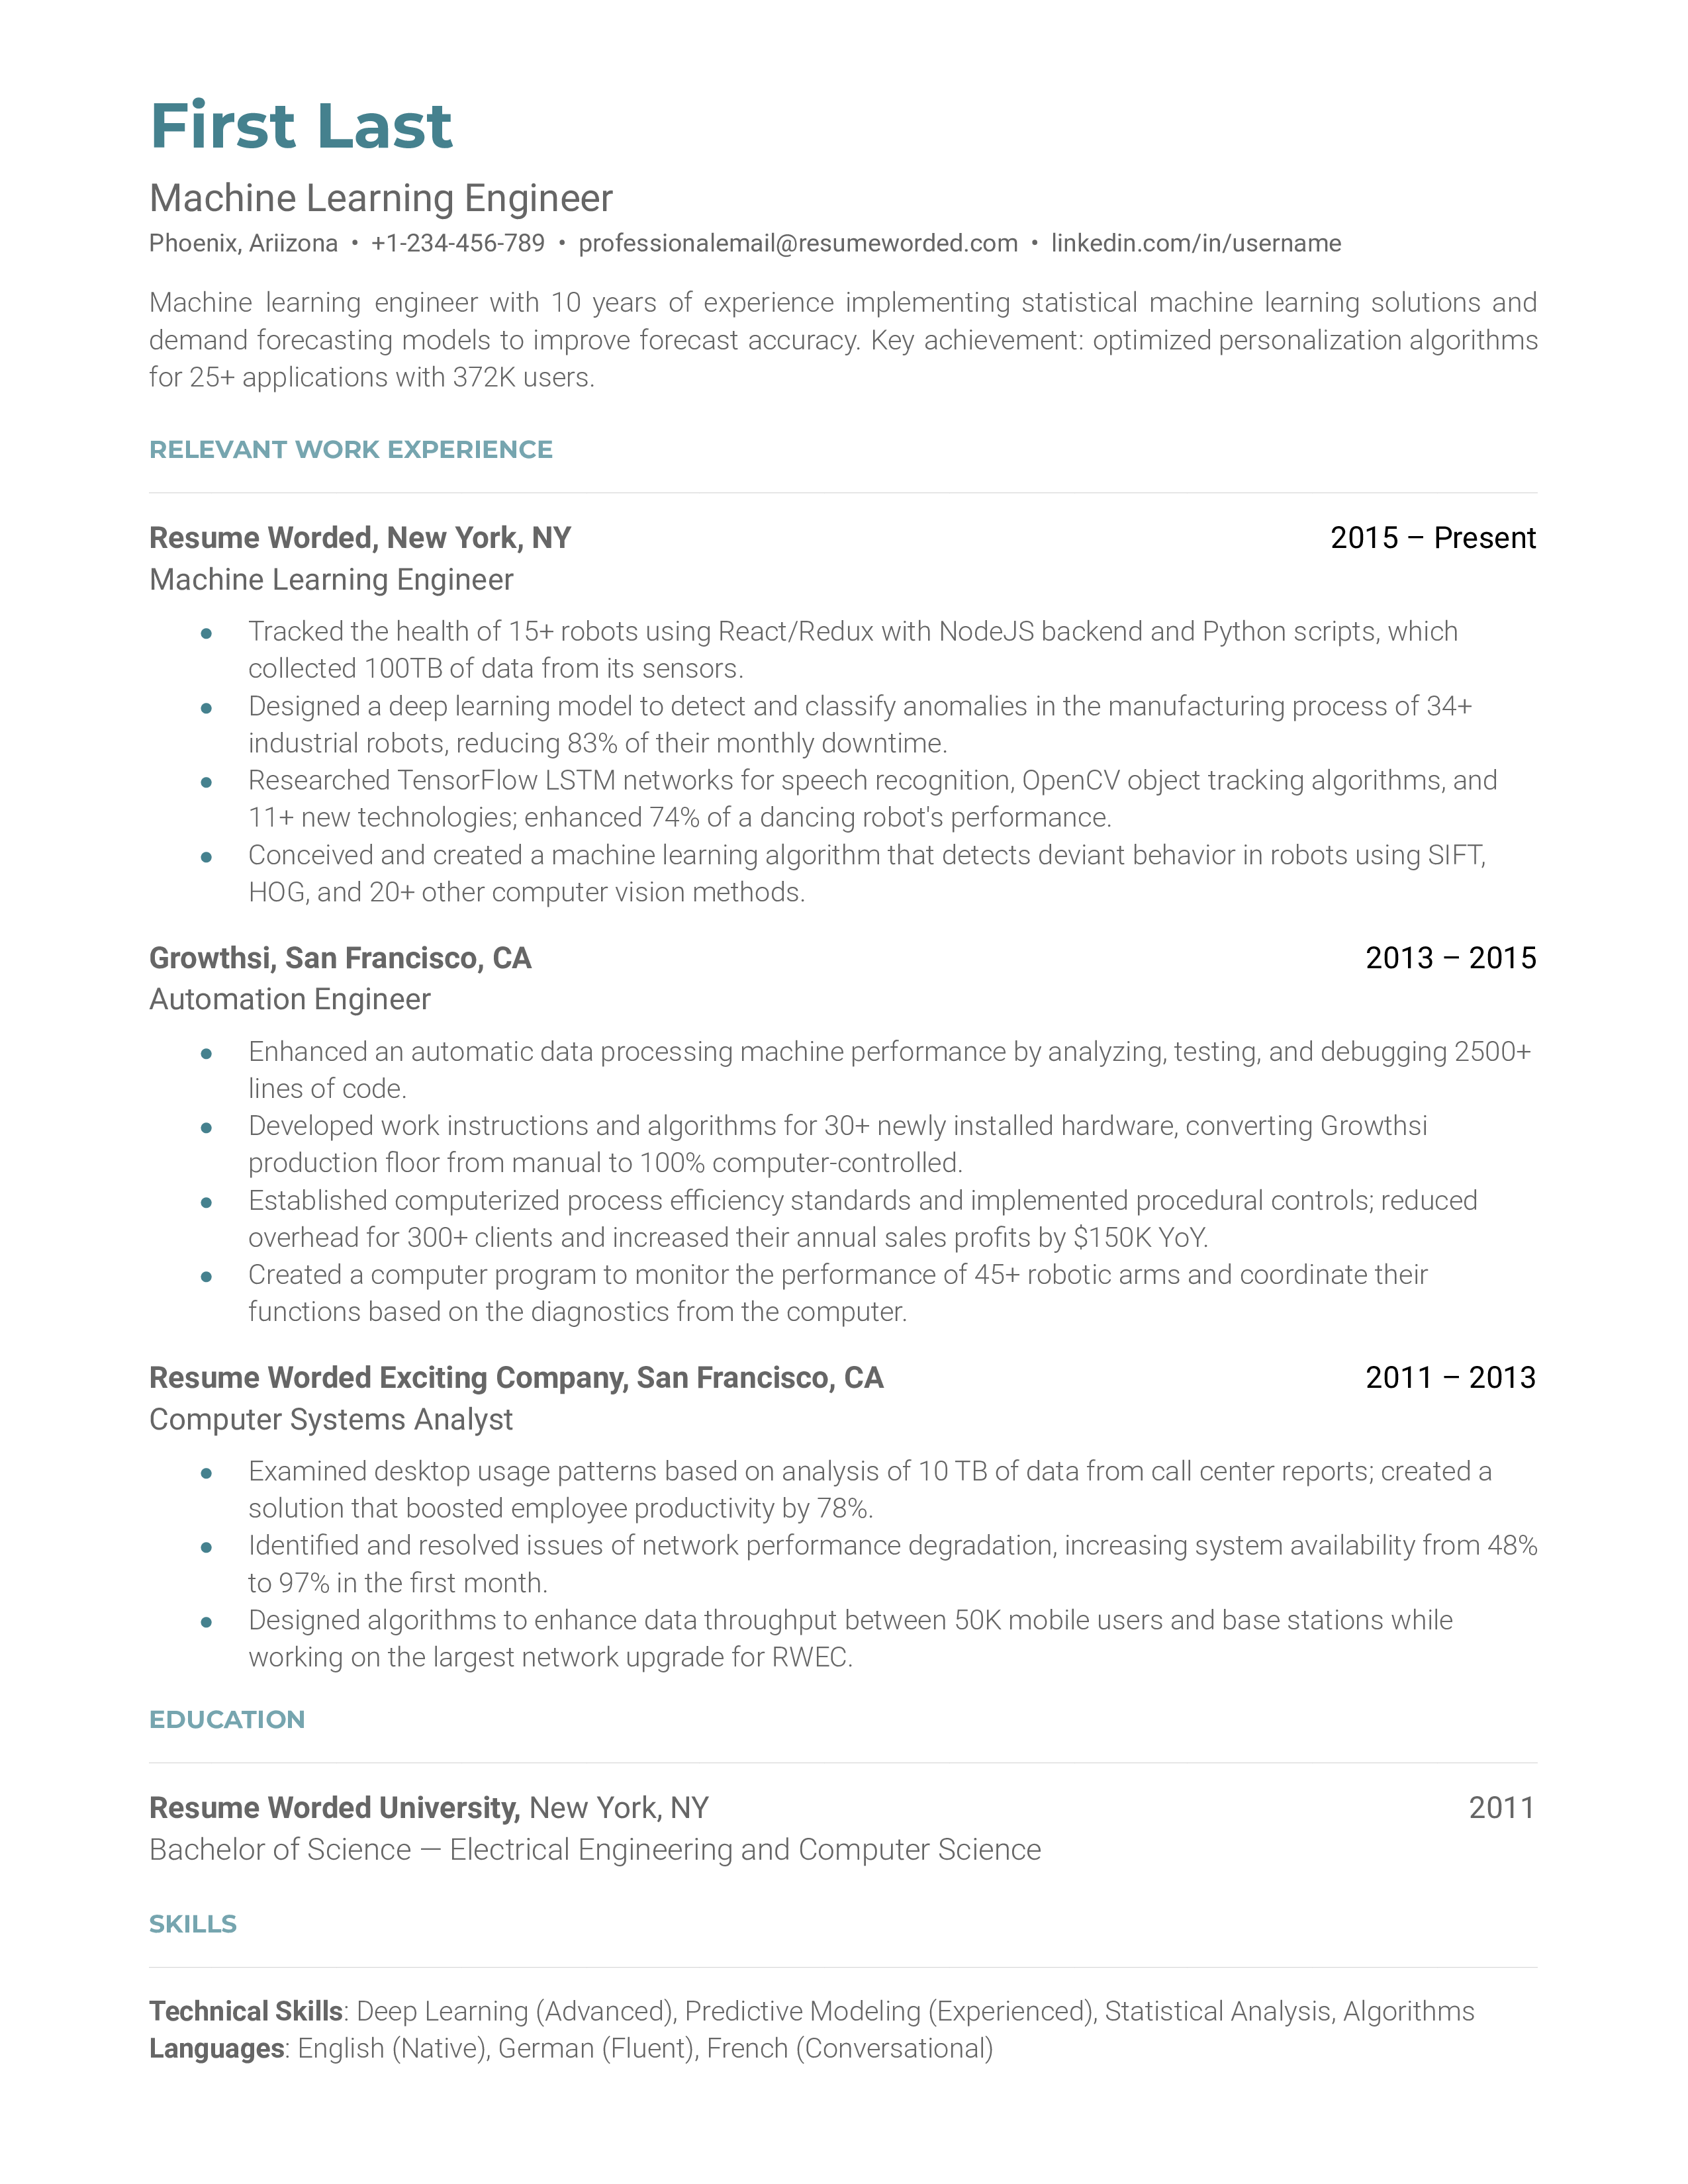 First Last
Machine Learning Engineer
Phoenix, Ariizona • +1-234-456-789 • professionalemail@resumeworded.com • linkedin.com/in/username
Machine learning engineer with 10 years of experience implementing statistical machine learning solutions and
demand forecasting models to improve forecast accuracy. Key achievement: optimized personalization algorithms
for 25+ applications with 372K users.
RELEVANT WORK EXPERIENCE
Resume Worded, New York, NY 2015 – Present
Machine Learning Engineer
● Tracked the health of 15+ robots using React/Redux with NodeJS backend and Python scripts, which
collected 100TB of data from its sensors.
● Designed a deep learning model to detect and classify anomalies in the manufacturing process of 34+
industrial robots, reducing 83% of their monthly downtime.
● Researched TensorFlow LSTM networks for speech recognition, OpenCV object tracking algorithms, and
11+ new technologies; enhanced 74% of a dancing robot's performance.
● Conceived and created a machine learning algorithm that detects deviant behavior in robots using SIFT,
HOG, and 20+ other computer vision methods.
Growthsi, San Francisco, CA 2013 – 2015
Automation Engineer
● Enhanced an automatic data processing machine performance by analyzing, testing, and debugging 2500+
lines of code.
● Developed work instructions and algorithms for 30+ newly installed hardware, converting Growthsi
production floor from manual to 100% computer-controlled.
● Established computerized process efficiency standards and implemented procedural controls; reduced
overhead for 300+ clients and increased their annual sales profits by $150K YoY.
● Created a computer program to monitor the performance of 45+ robotic arms and coordinate their
functions based on the diagnostics from the computer.
Resume Worded Exciting Company, San Francisco, CA 2011 – 2013
Computer Systems Analyst
● Examined desktop usage patterns based on analysis of 10 TB of data from call center reports; created a
solution that boosted employee productivity by 78%.
● Identified and resolved issues of network performance degradation, increasing system availability from 48%
to 97% in the first month.
● Designed algorithms to enhance data throughput between 50K mobile users and base stations while
working on the largest network upgrade for RWEC.
EDUCATION
Resume Worded University, New York, NY 2011
Bachelor of Science — Electrical Engineering and Computer Science
SKILLS
Technical Skills: Deep Learning (Advanced), Predictive Modeling (Experienced), Statistical Analysis, Algorithms
Languages: English (Native), German (Fluent), French (Conversational)